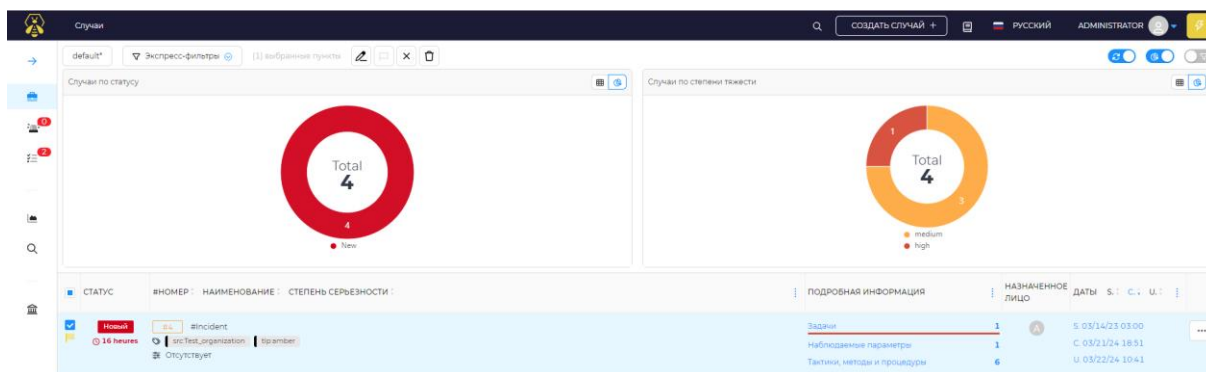 Случаи
СОЗДАТЬ СЛУЧАЙ +
РУССКИЙ
ADMINISTRATOR
default*
Экспресс-фильтры
[1] выбранные пункты
Случаи по статусу
Total
4
4
New
Случаи по степени тяжести
1
Total
4
3
medium
high
0
2
СТАТУС
#НОМЕР НАИМЕНОВАНИЕ СТЕПЕНЬ СЕРЬЕЗНОСТИ
ПОДРОБНАЯ ИНФОРМАЦИЯ
НАЗНАЧЕННОЕ ЛИЦО
ДАТЫ S. C. U.
Новый
#4
#Incident
Задачи 1
A
S. 03/14/23 03:00
16 heures
src:Test_organization
tlp:amber
Наблюдаемые параметры 1
C. 03/21/24 18:51
Отсутствует
Тактики, методы и процедуры 6
U. 03/22/24 10:41